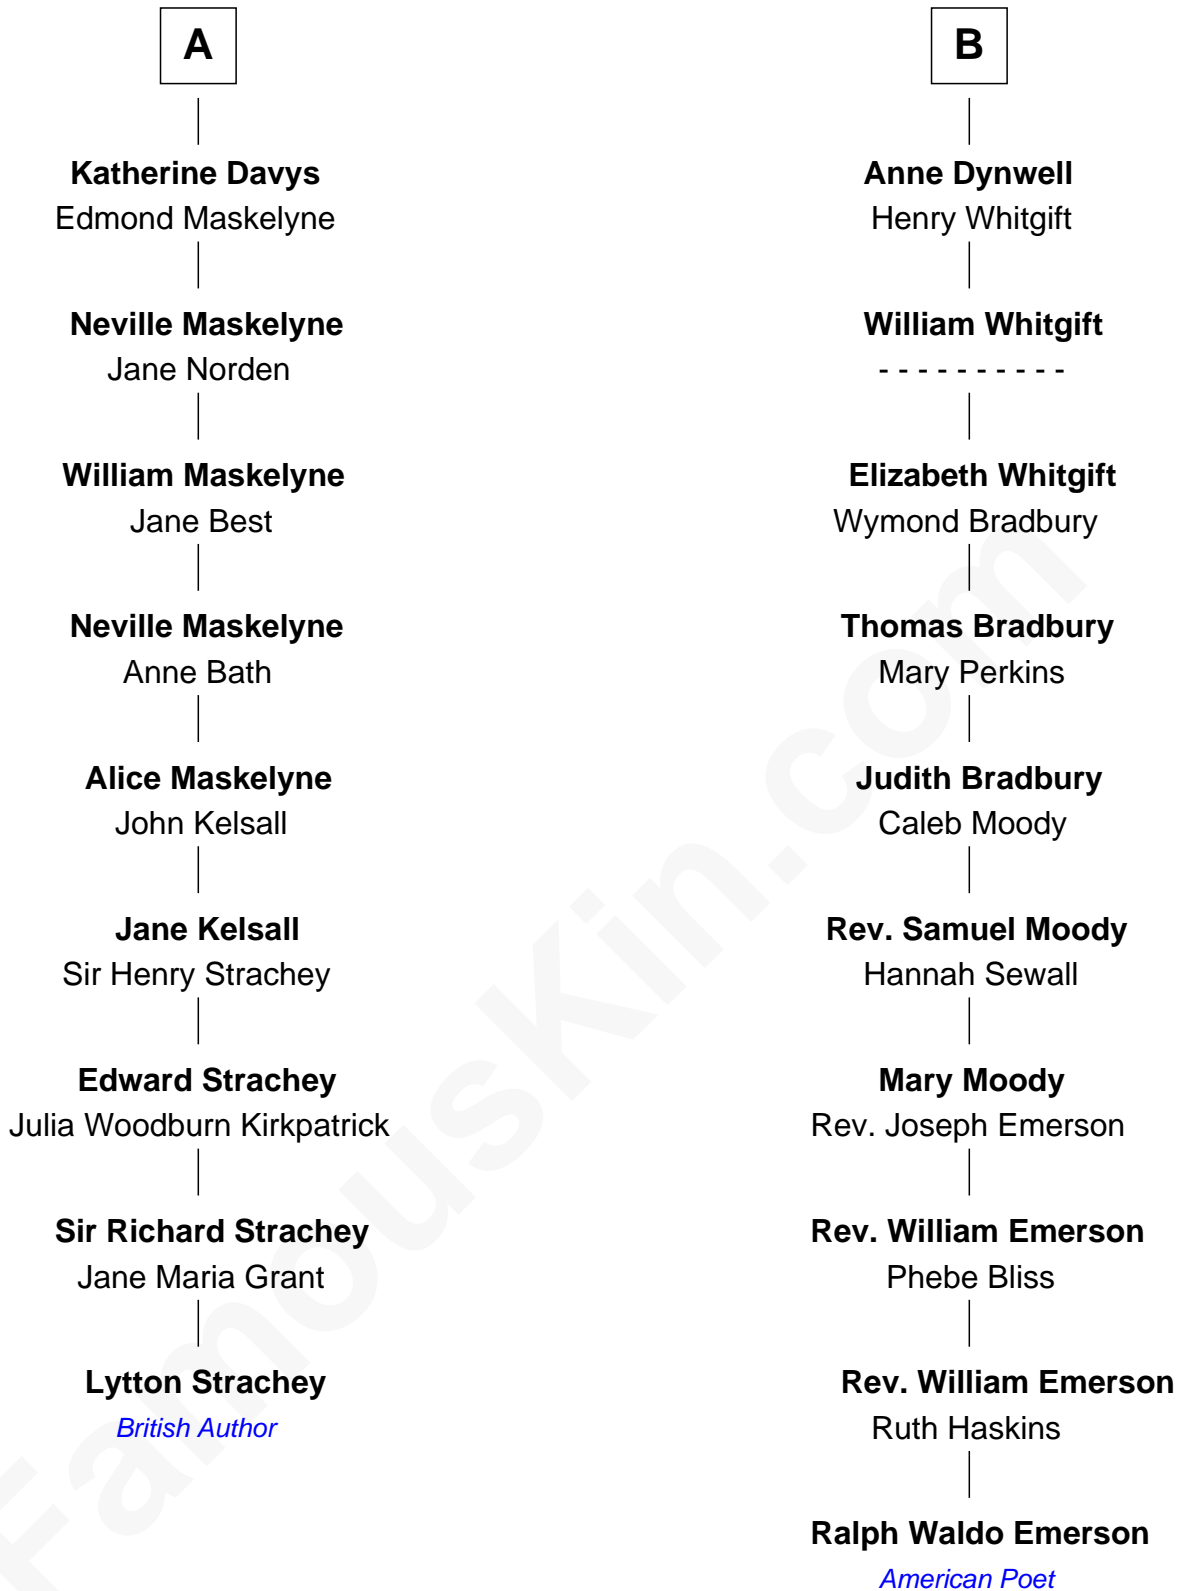 A
Katherine Davys
Edmond Maskelyne
Neville Maskelyne
Jane Norden
William Maskelyne
Jane Best
Neville Maskelyne
Anne Bath
Alice Maskelyne
John Kelsall
Jane Kelsall
Sir Henry Strachey
Edward Strachey
Julia Woodburn Kirkpatrick
Sir Richard Strachey
Jane Maria Grant
Lytton Strachey
British Author
B
Anne Dynwell
Henry Whitgift
William Whitgift
- - - - - - - - - -
Elizabeth Whitgift
Wymond Bradbury
Thomas Bradbury
Mary Perkins
Judith Bradbury
Caleb Moody
Rev. Samuel Moody
Hannah Sewall
Mary Moody
Rev. Joseph Emerson
Rev. William Emerson
Phebe Bliss
Rev. William Emerson
Ruth Haskins
Ralph Waldo Emerson
American Poet
FamousKin.com